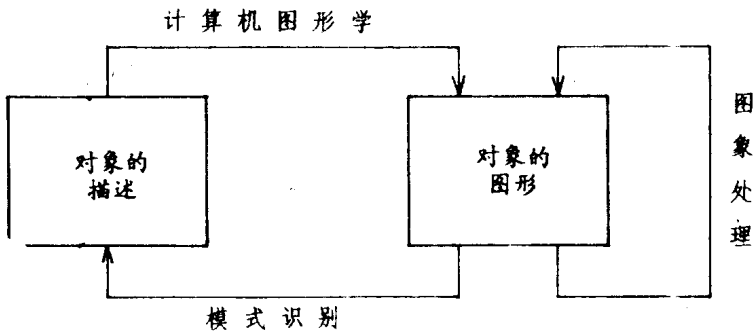 计算机图形学
对象的
描述
对象的
图形
图象处理
模式识别